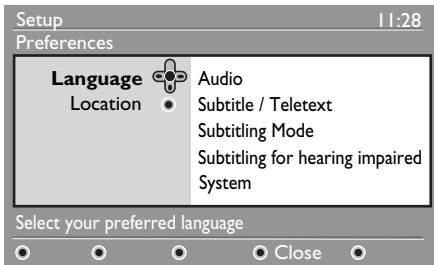 Setup 11:28
Preferences
Language Audio
Location Subtitle / Teletext
Subtitling Mode
Subtitling for hearing impaired
System
Select your preferred language
Close